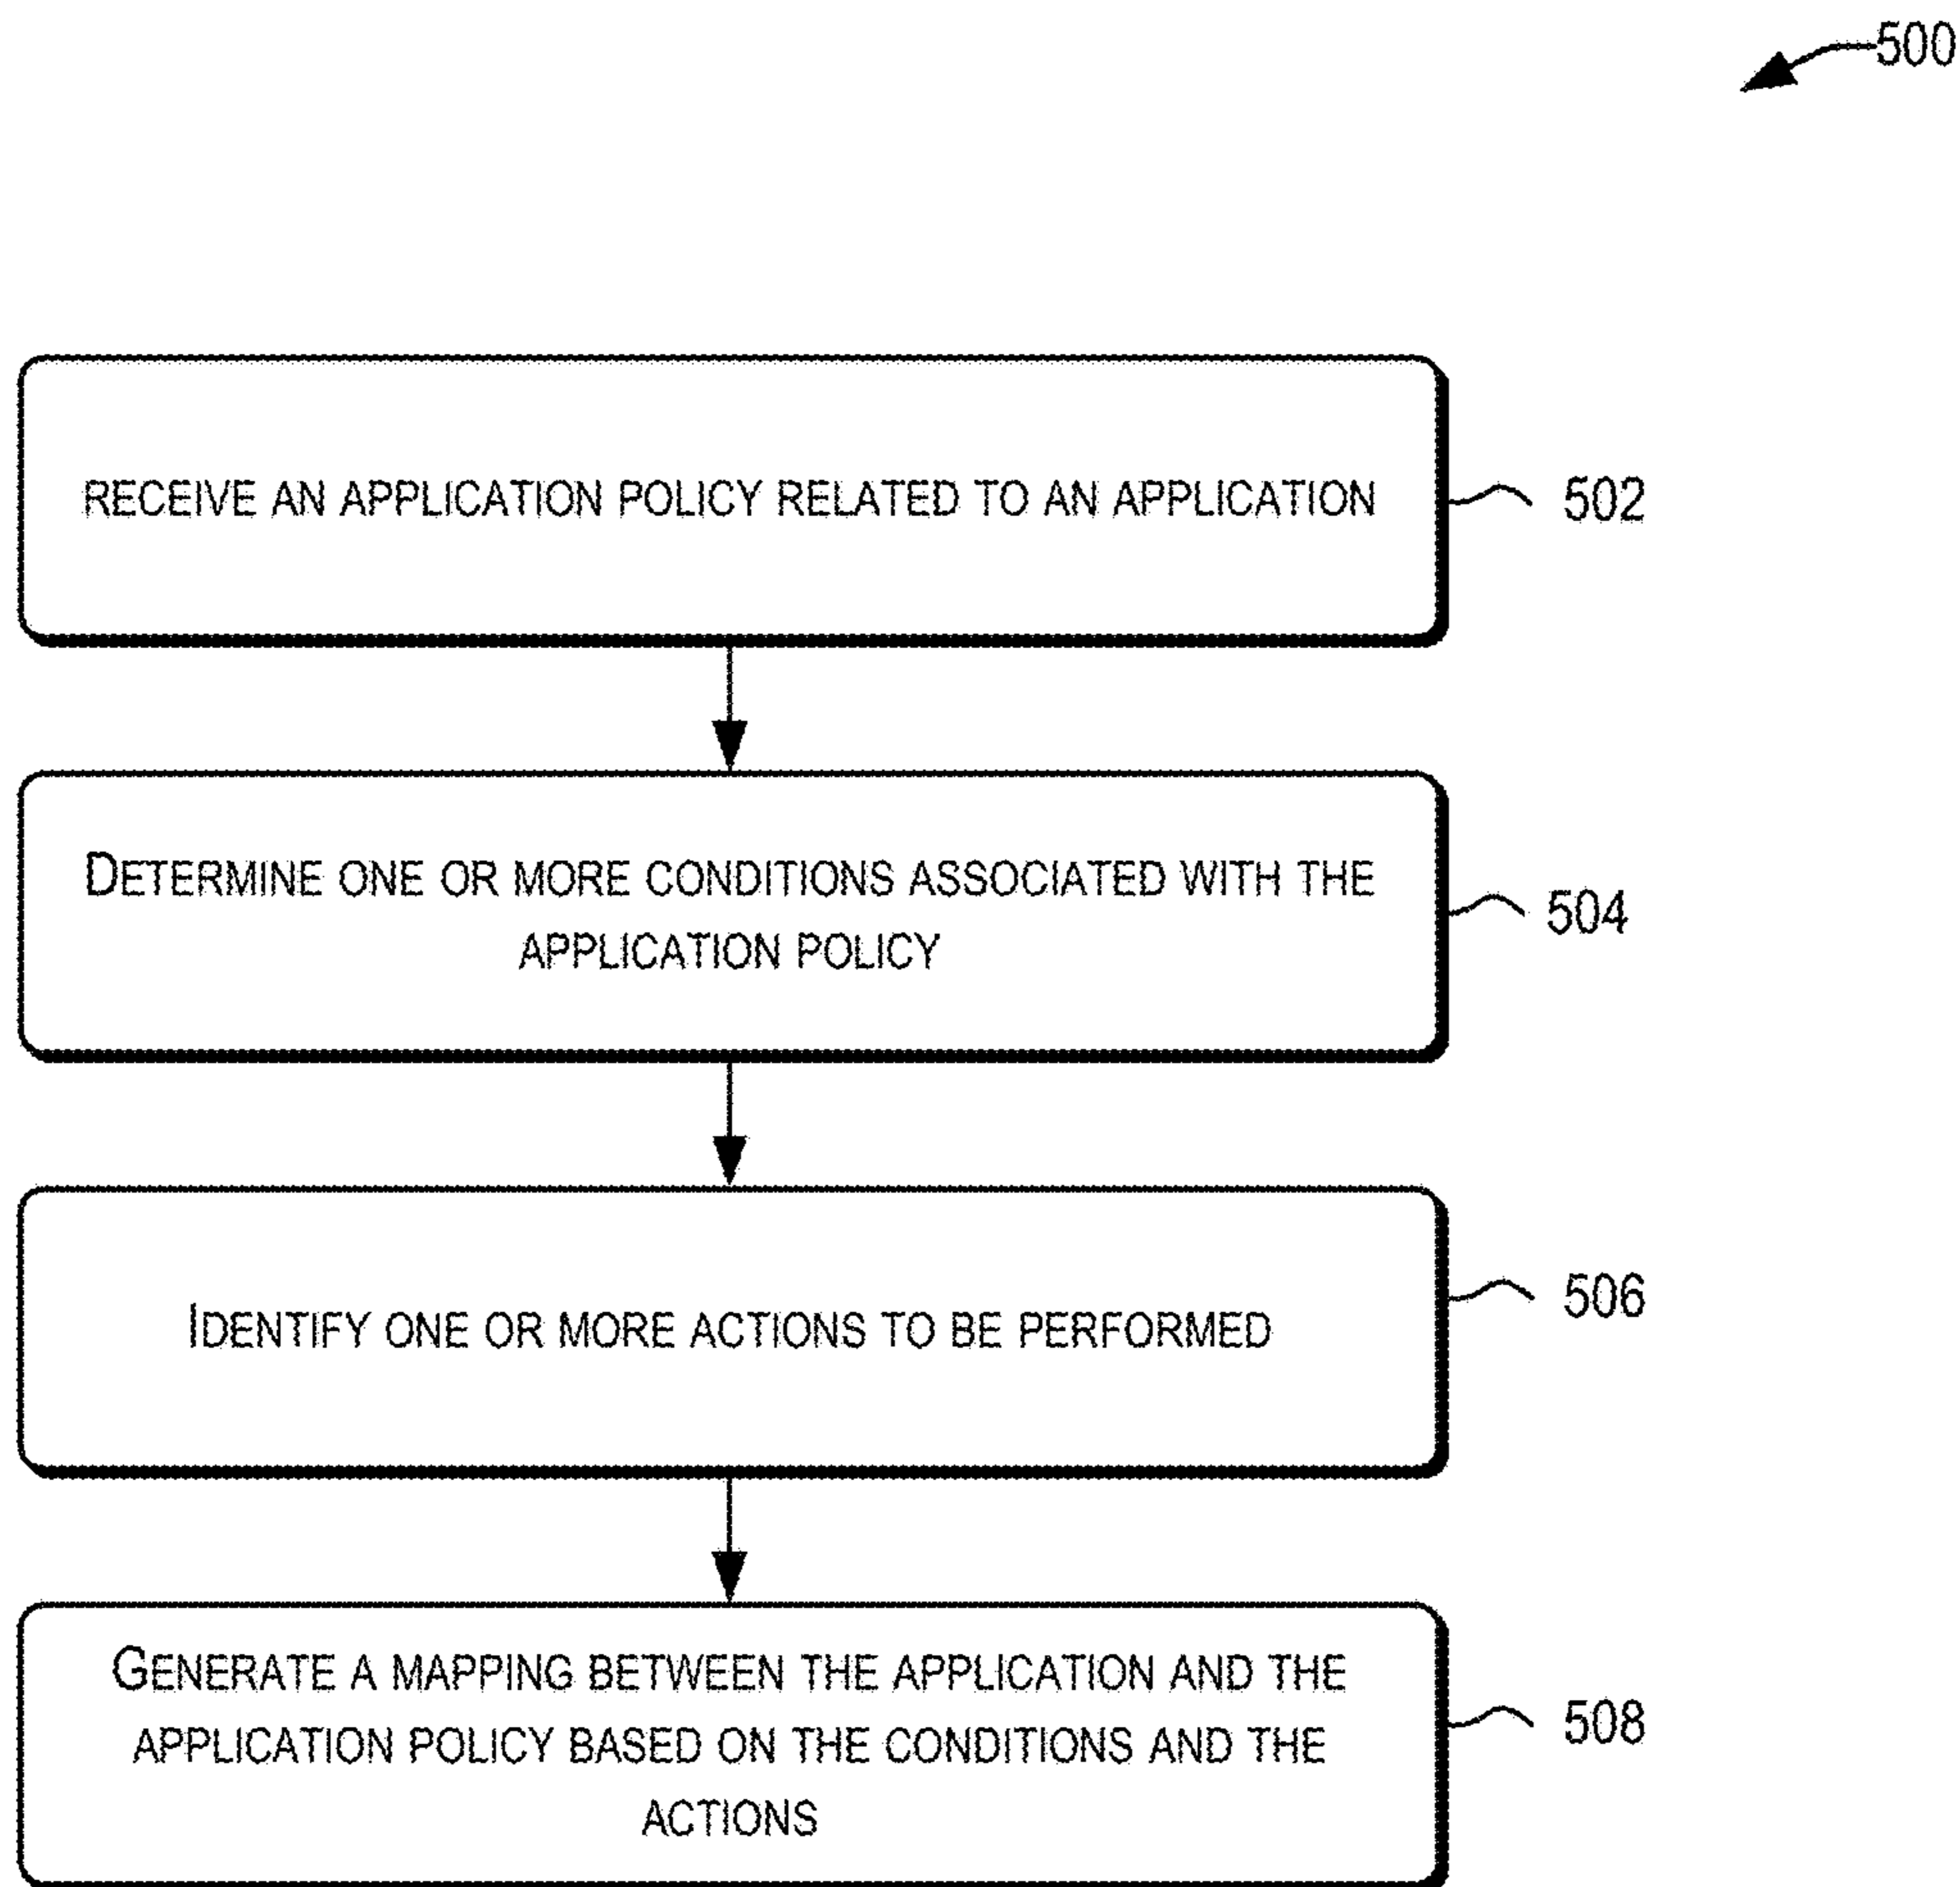 500
RECEIVE AN APPLICATION POLICY RELATED TO AN APPLICATION
502
DETERMINE ONE OR MORE CONDITIONS ASSOCIATED WITH THE
APPLICATION POLICY
504
IDENTIFY ONE OR MORE ACTIONS TO BE PERFORMED
506
GENERATE A MAPPING BETWEEN THE APPLICATION AND THE
APPLICATION POLICY BASED ON THE CONDITIONS AND THE
ACTIONS
508